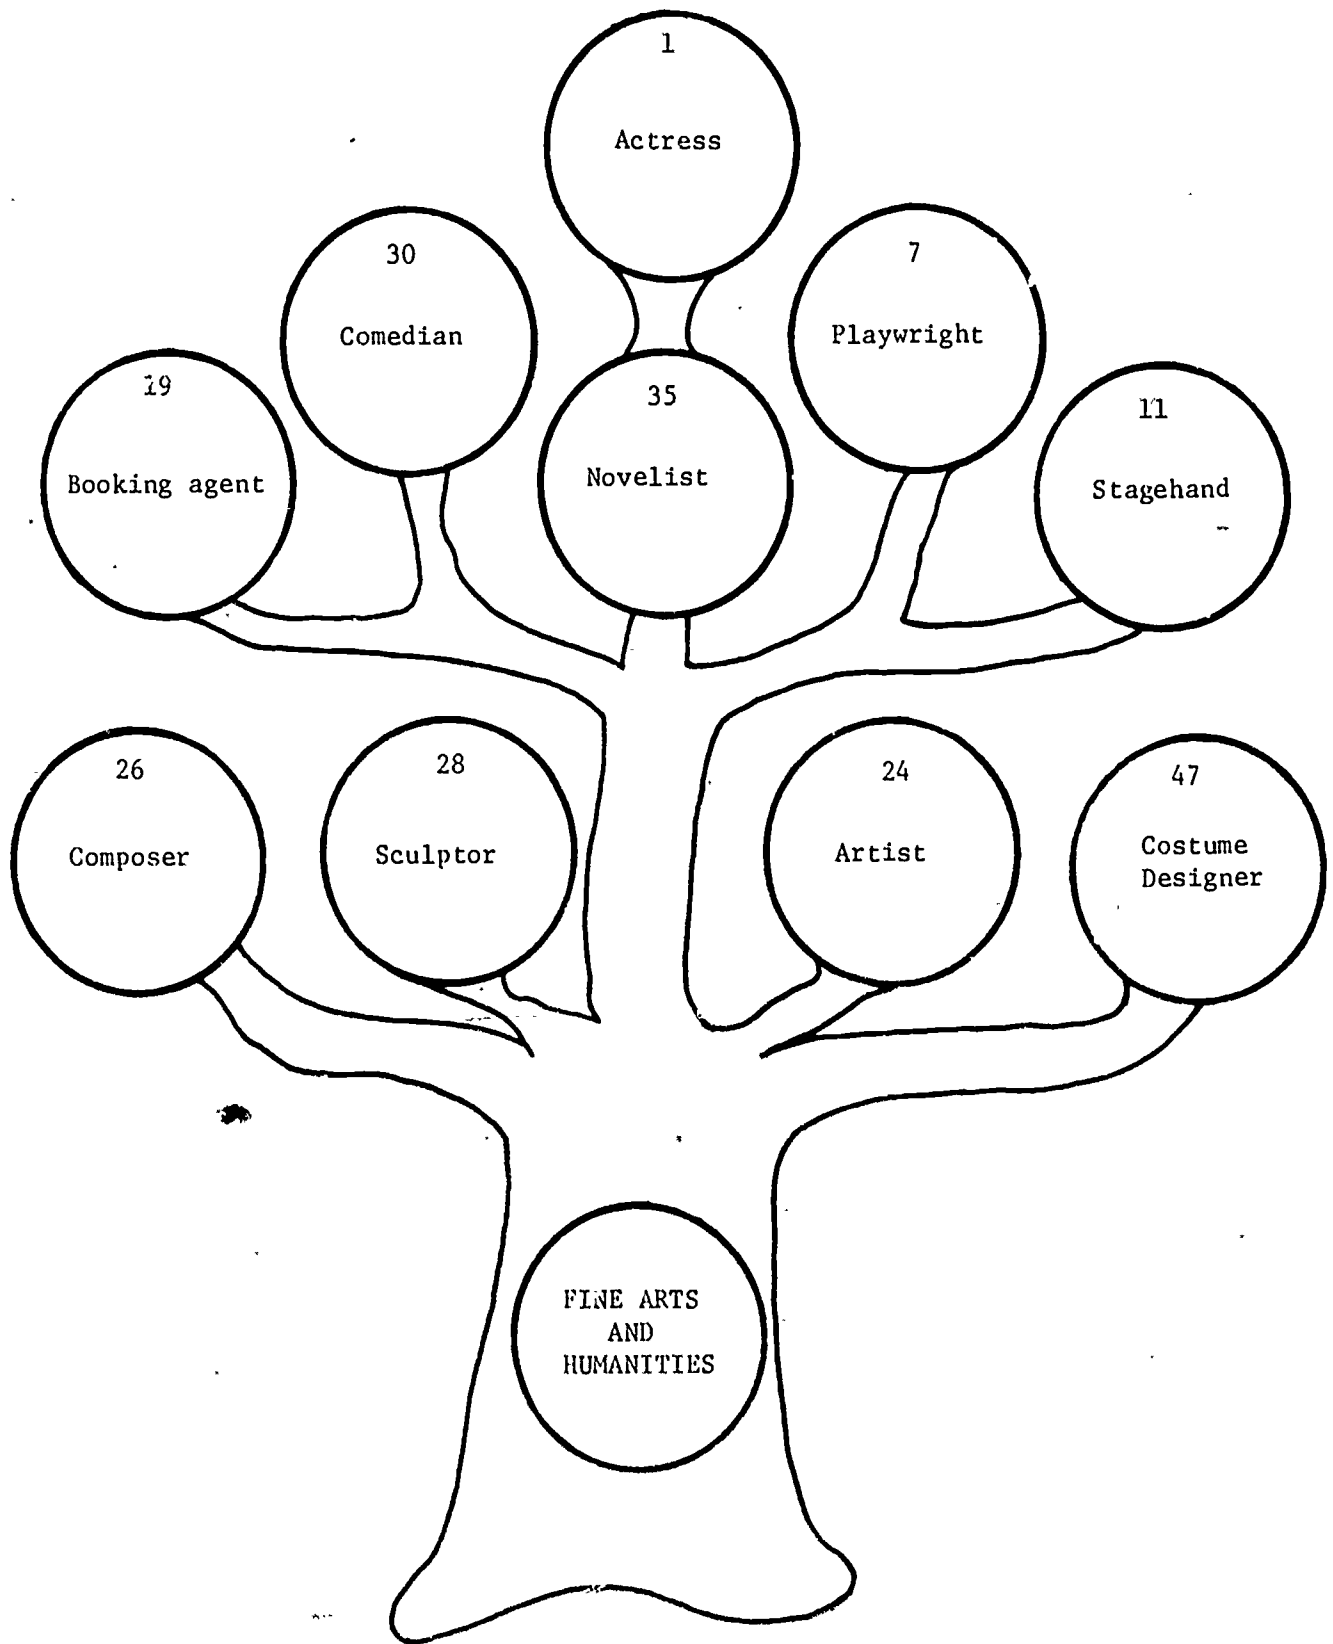 1
Actress
30
Comedian
7
Playwright
19
Booking agent
35
Novelist
11
Stagehand
26
Composer
28
Sculptor
24
Artist
47
Costume
Designer
FINE ARTS
AND
HUMANITIES